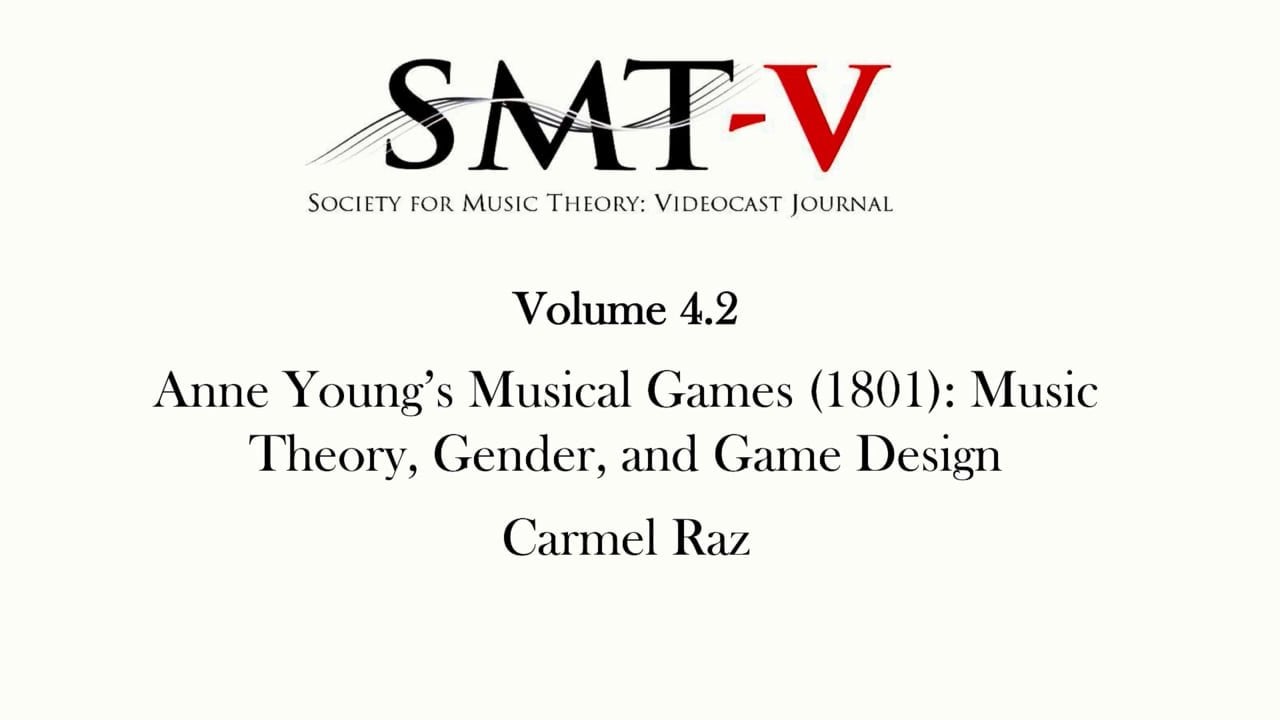 SMT-V
Society for Music Theory: Videocast Journal
Volume 4.2
Anne Young’s Musical Games (1801): Music
Theory, Gender, and Game Design
Carmel Raz